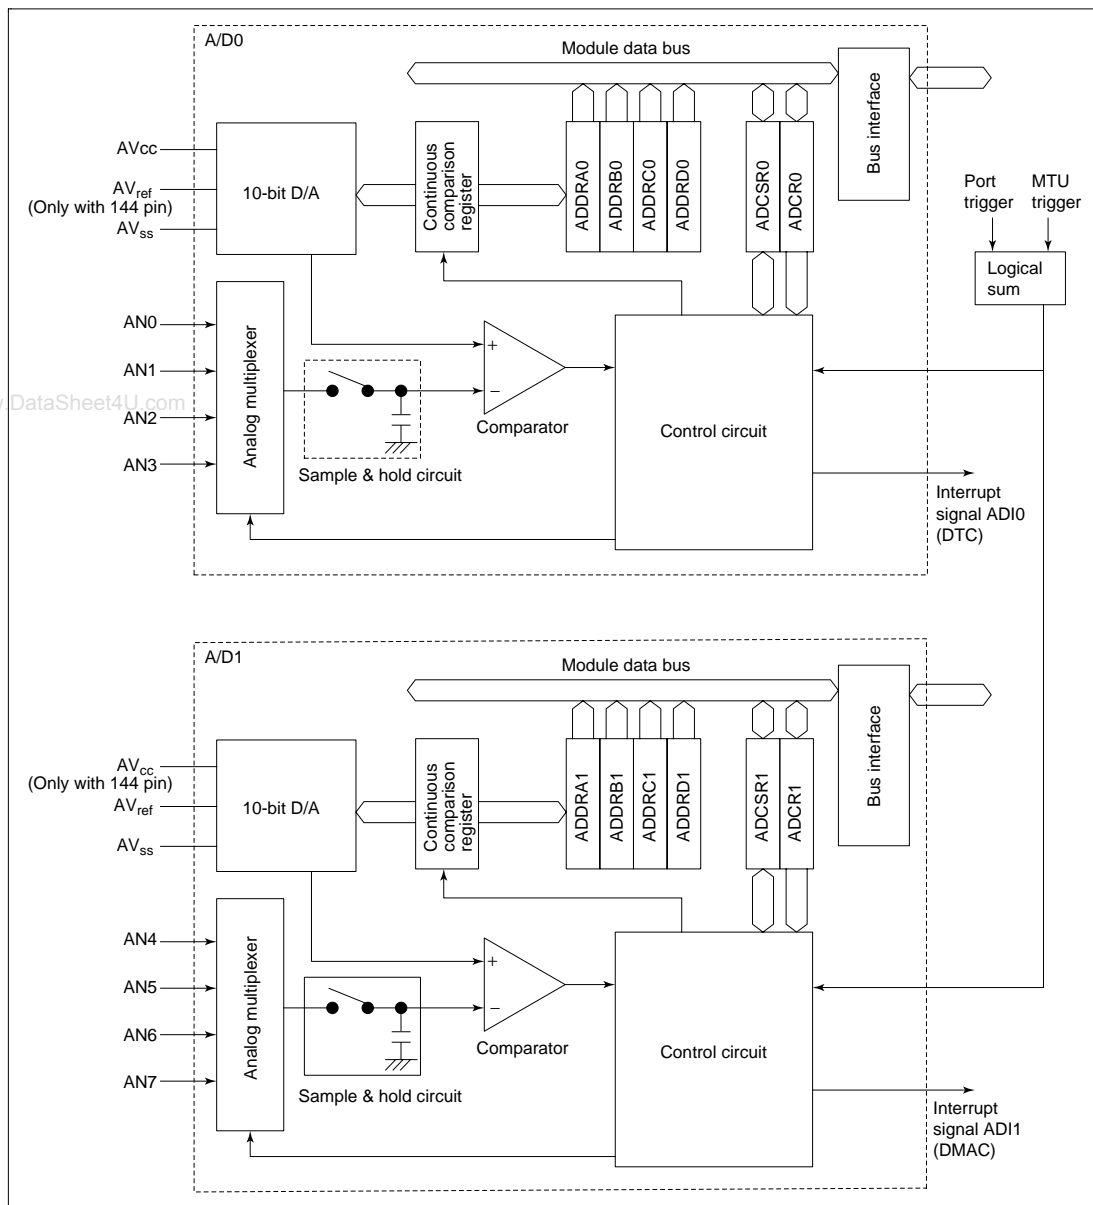 A/D0
Module data bus
Bus interface
AVcc
AVref
(Only with 144 pin)
AVss
10-bit D/A
Continuous
comparison
register
ADDRA0
ADDRB0
ADDRC0
ADDRD0
ADCSR0
ADCR0
Port
trigger
MTU
trigger
Logical
sum
AN0
AN1
AN2
AN3
Analog multiplexer
+
−
Comparator
Sample & hold circuit
Control circuit
Interrupt
signal ADI0
(DTC)
.DataSheet4U.com
A/D1
Module data bus
Bus interface
AVcc
(Only with 144 pin)
AVref
AVss
10-bit D/A
Continuous
comparison
register
ADDRA1
ADDRB1
ADDRC1
ADDRD1
ADCSR1
ADCR1
AN4
AN5
AN6
AN7
Analog multiplexer
+
−
Comparator
Sample & hold circuit
Control circuit
Interrupt
signal ADI1
(DMAC)